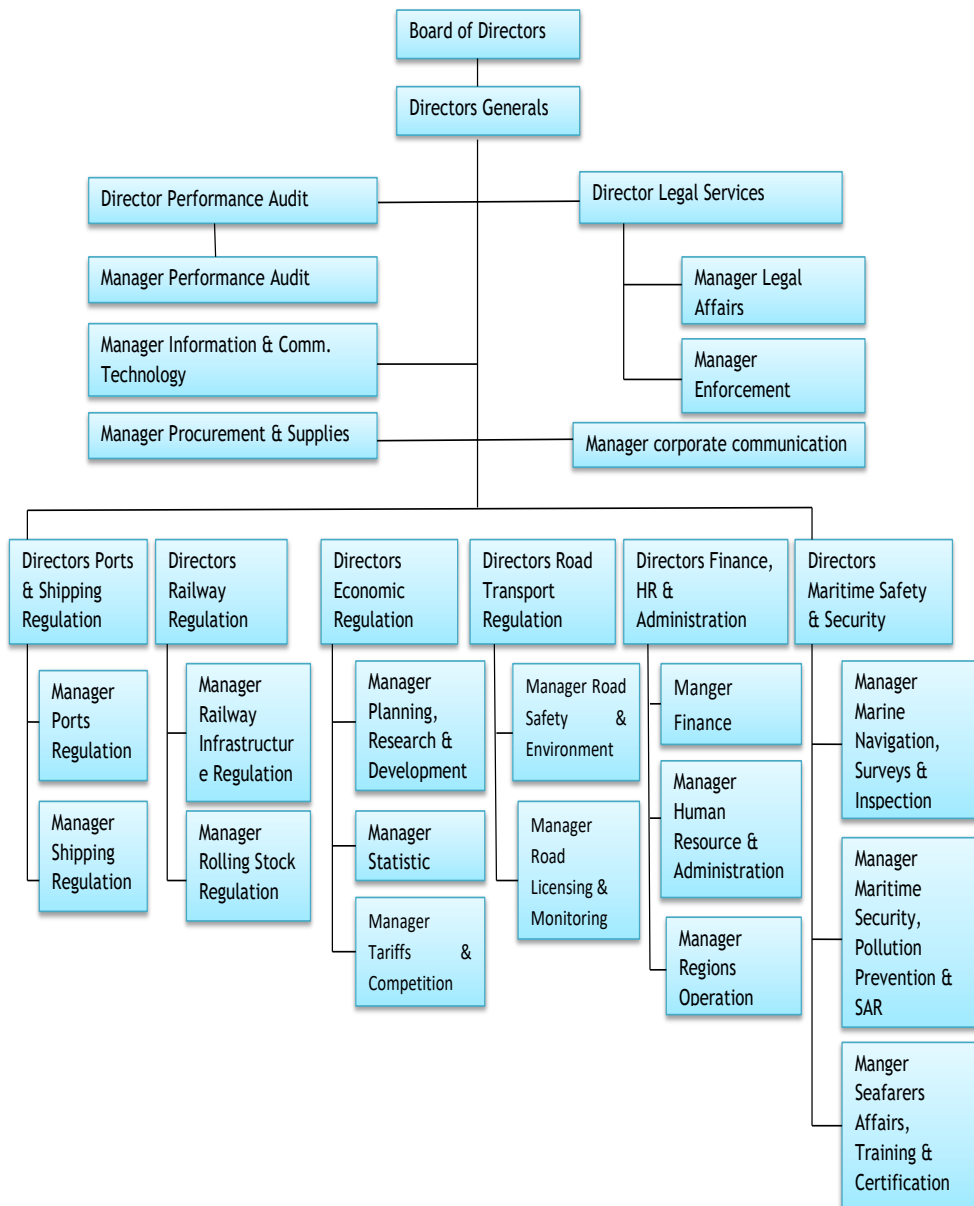 Board of Directors
Directors Generals
Director Performance Audit
Director Legal Services
Manager Performance Audit
Manager Legal
Affairs
Manager Information & Comm.
Technology
Manager
Enforcement
Manager Procurement & Supplies
Manager corporate communication
Directors Ports
& Shipping
Regulation
Directors
Railway
Regulation
Directors
Economic
Regulation
Directors Road
Transport
Regulation
Directors Finance,
HR &
Administration
Directors
Maritime Safety
& Security
Manager
Ports
Regulation
Manager
Shipping
Regulation
Manager
Railway
Infrastructur
e Regulation
Manager
Rolling Stock
Regulation
Manager
Planning,
Research &
Development
Manager
Statistic
Manager
Tariffs &
Competition
Manager Road
Safety &
Environment
Manager
Road
Licensing &
Monitoring
Manger
Finance
Manager
Human
Resource &
Administration
Manager
Regions
Operation
Manager
Marine
Navigation,
Surveys &
Inspection
Manager
Maritime
Security,
Pollution
Prevention &
SAR
Manger
Seafarers
Affairs,
Training &
Certification